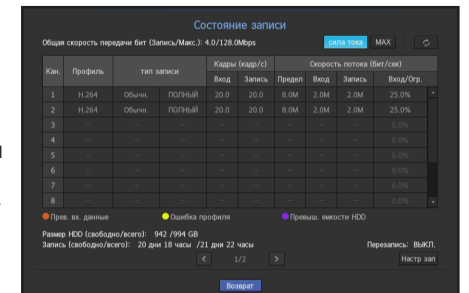 Состояние записи
Общая скорость передачи бит (Запись/Макс.): 4.0/128.0Mbps
сила тока MAX
Кан. Профиль тип записи Кадры (кадр/с) Скорость потока (бит/сек)
Вход Запись Предел Вход Запись Вход/Огр.
1 H.264 Обычн. ПОЛНЫЙ 20.0 20.0 8.0M 2.0M 2.0M 25.0%
2 H.264 Обычн. ПОЛНЫЙ 20.0 20.0 8.0M 2.0M 2.0M 25.0%
3 – – – – – – – – 0.0%
4 – – – – – – – – 0.0%
5 – – – – – – – – 0.0%
6 – – – – – – – – 0.0%
7 – – – – – – – – 0.0%
8 – – – – – – – – 0.0%
Прев. вх. данные Ошибка профиля Превыш. емкости HDD
Размер HDD (свободно/всего): 942 /994 GB
Запись (свободно/всего): 20 дни 18 часы /21 дни 22 часы Перезапись: ВЫКЛ.
< 1/2 > Настр зап
Возврат